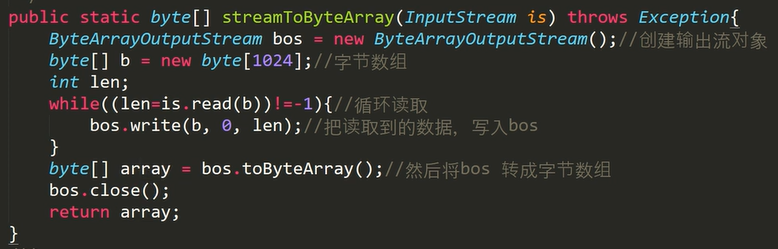 public static byte[] streamToByteArray(InputStream is) throws Exception{
    ByteArrayOutputStream bos = new ByteArrayOutputStream();//创建输出流对象
    byte[] b = new byte[1024];//字节数组
    int len;
    while((len=is.read(b))!=-1){//循环读取
        bos.write(b, 0, len);//把读取到的数据，写入bos
    }
    byte[] array = bos.toByteArray();//然后将bos 转成字节数组
    bos.close();
    return array;
}